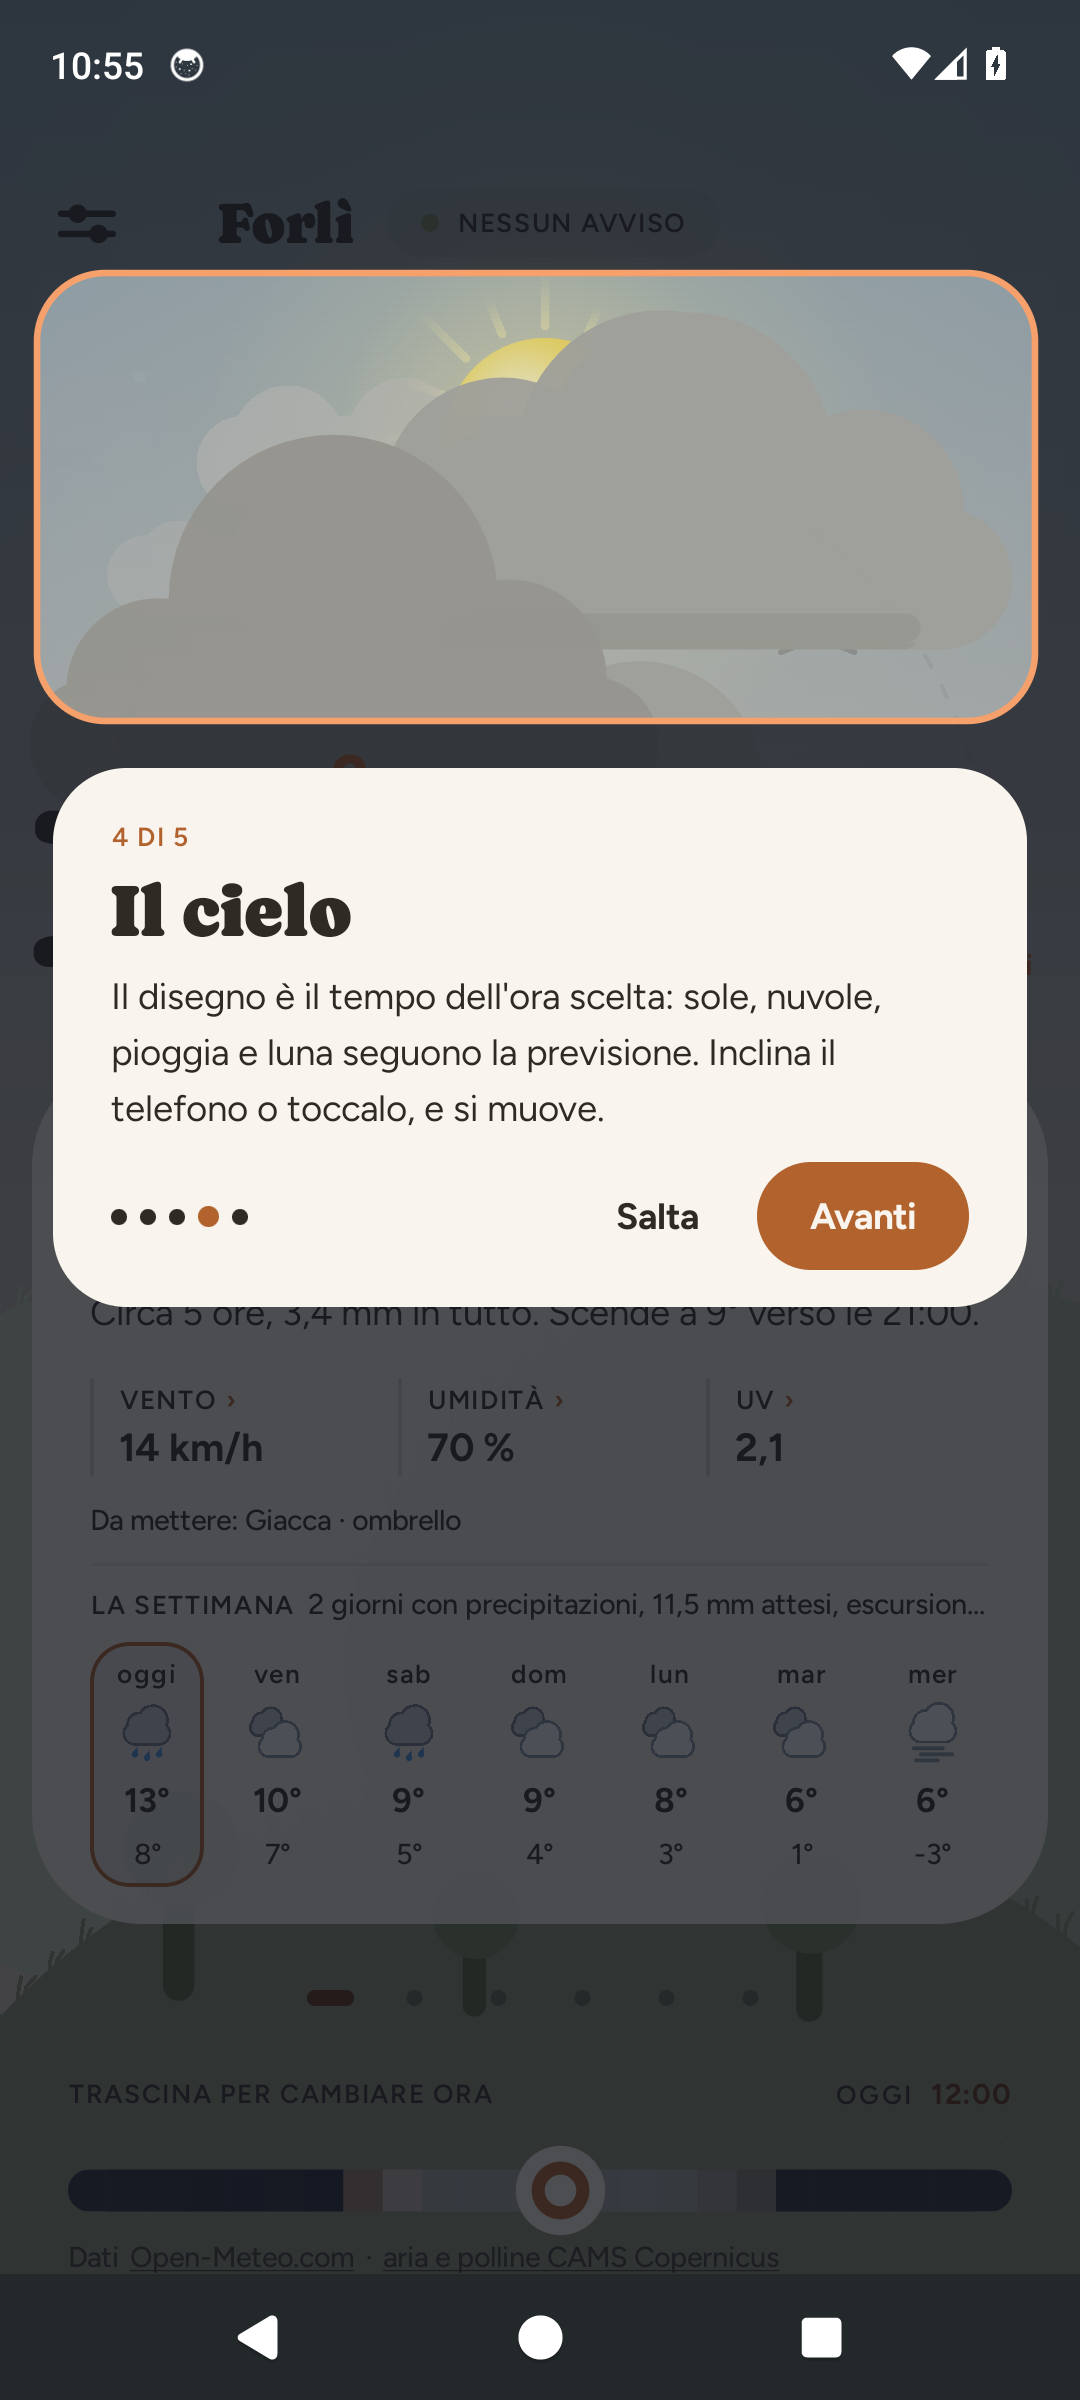 10:55
Forlì
NESSUN AVVISO
4 DI 5
Il cielo
Il disegno è il tempo dell'ora scelta: sole, nuvole,
pioggia e luna seguono la previsione. Inclina il
telefono o toccalo, e si muove.
Salta
Avanti
Circa 5 ore, 3,4 mm in tutto. Scende a 9° verso le 21:00.
VENTO › UMIDITÀ › UV ›
14 km/h 70 % 2,1
Da mettere: Giacca · ombrello
LA SETTIMANA 2 giorni con precipitazioni, 11,5 mm attesi, escursion...
oggi ven sab dom lun mar mer
13° 10° 9° 9° 8° 6° 6°
8° 7° 5° 4° 3° 1° -3°
TRASCINA PER CAMBIARE ORA
OGGI 12:00
Dati Open-Meteo.com · aria e polline CAMS Copernicus